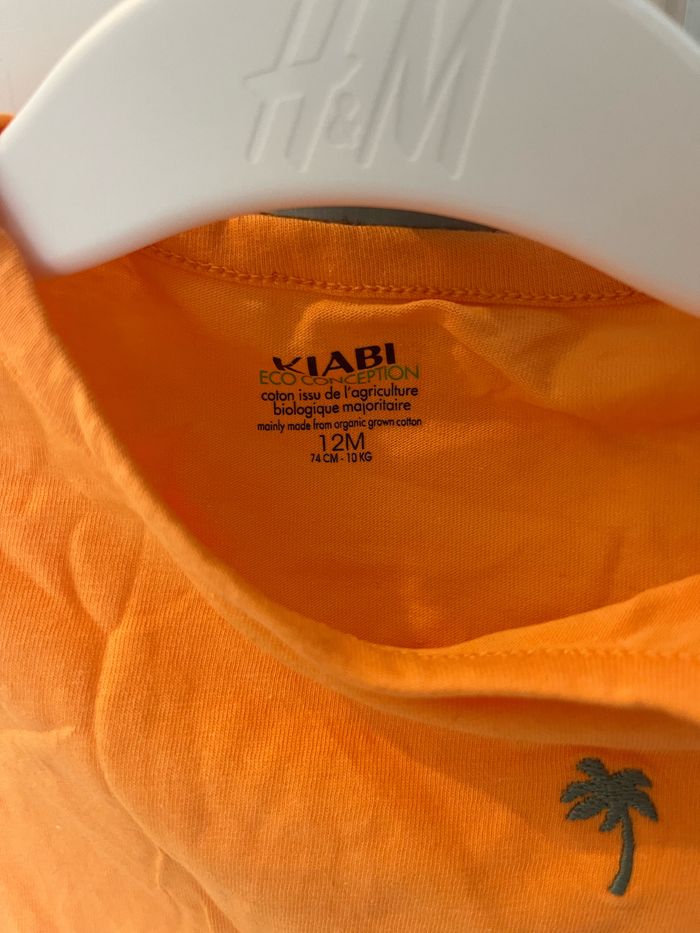 H&M
KIABI
ECO CONCEPTION
coton issu de l'agriculture
biologique majoritaire
mainly made from organic grown cotton
12M
74 CM - 10 KG